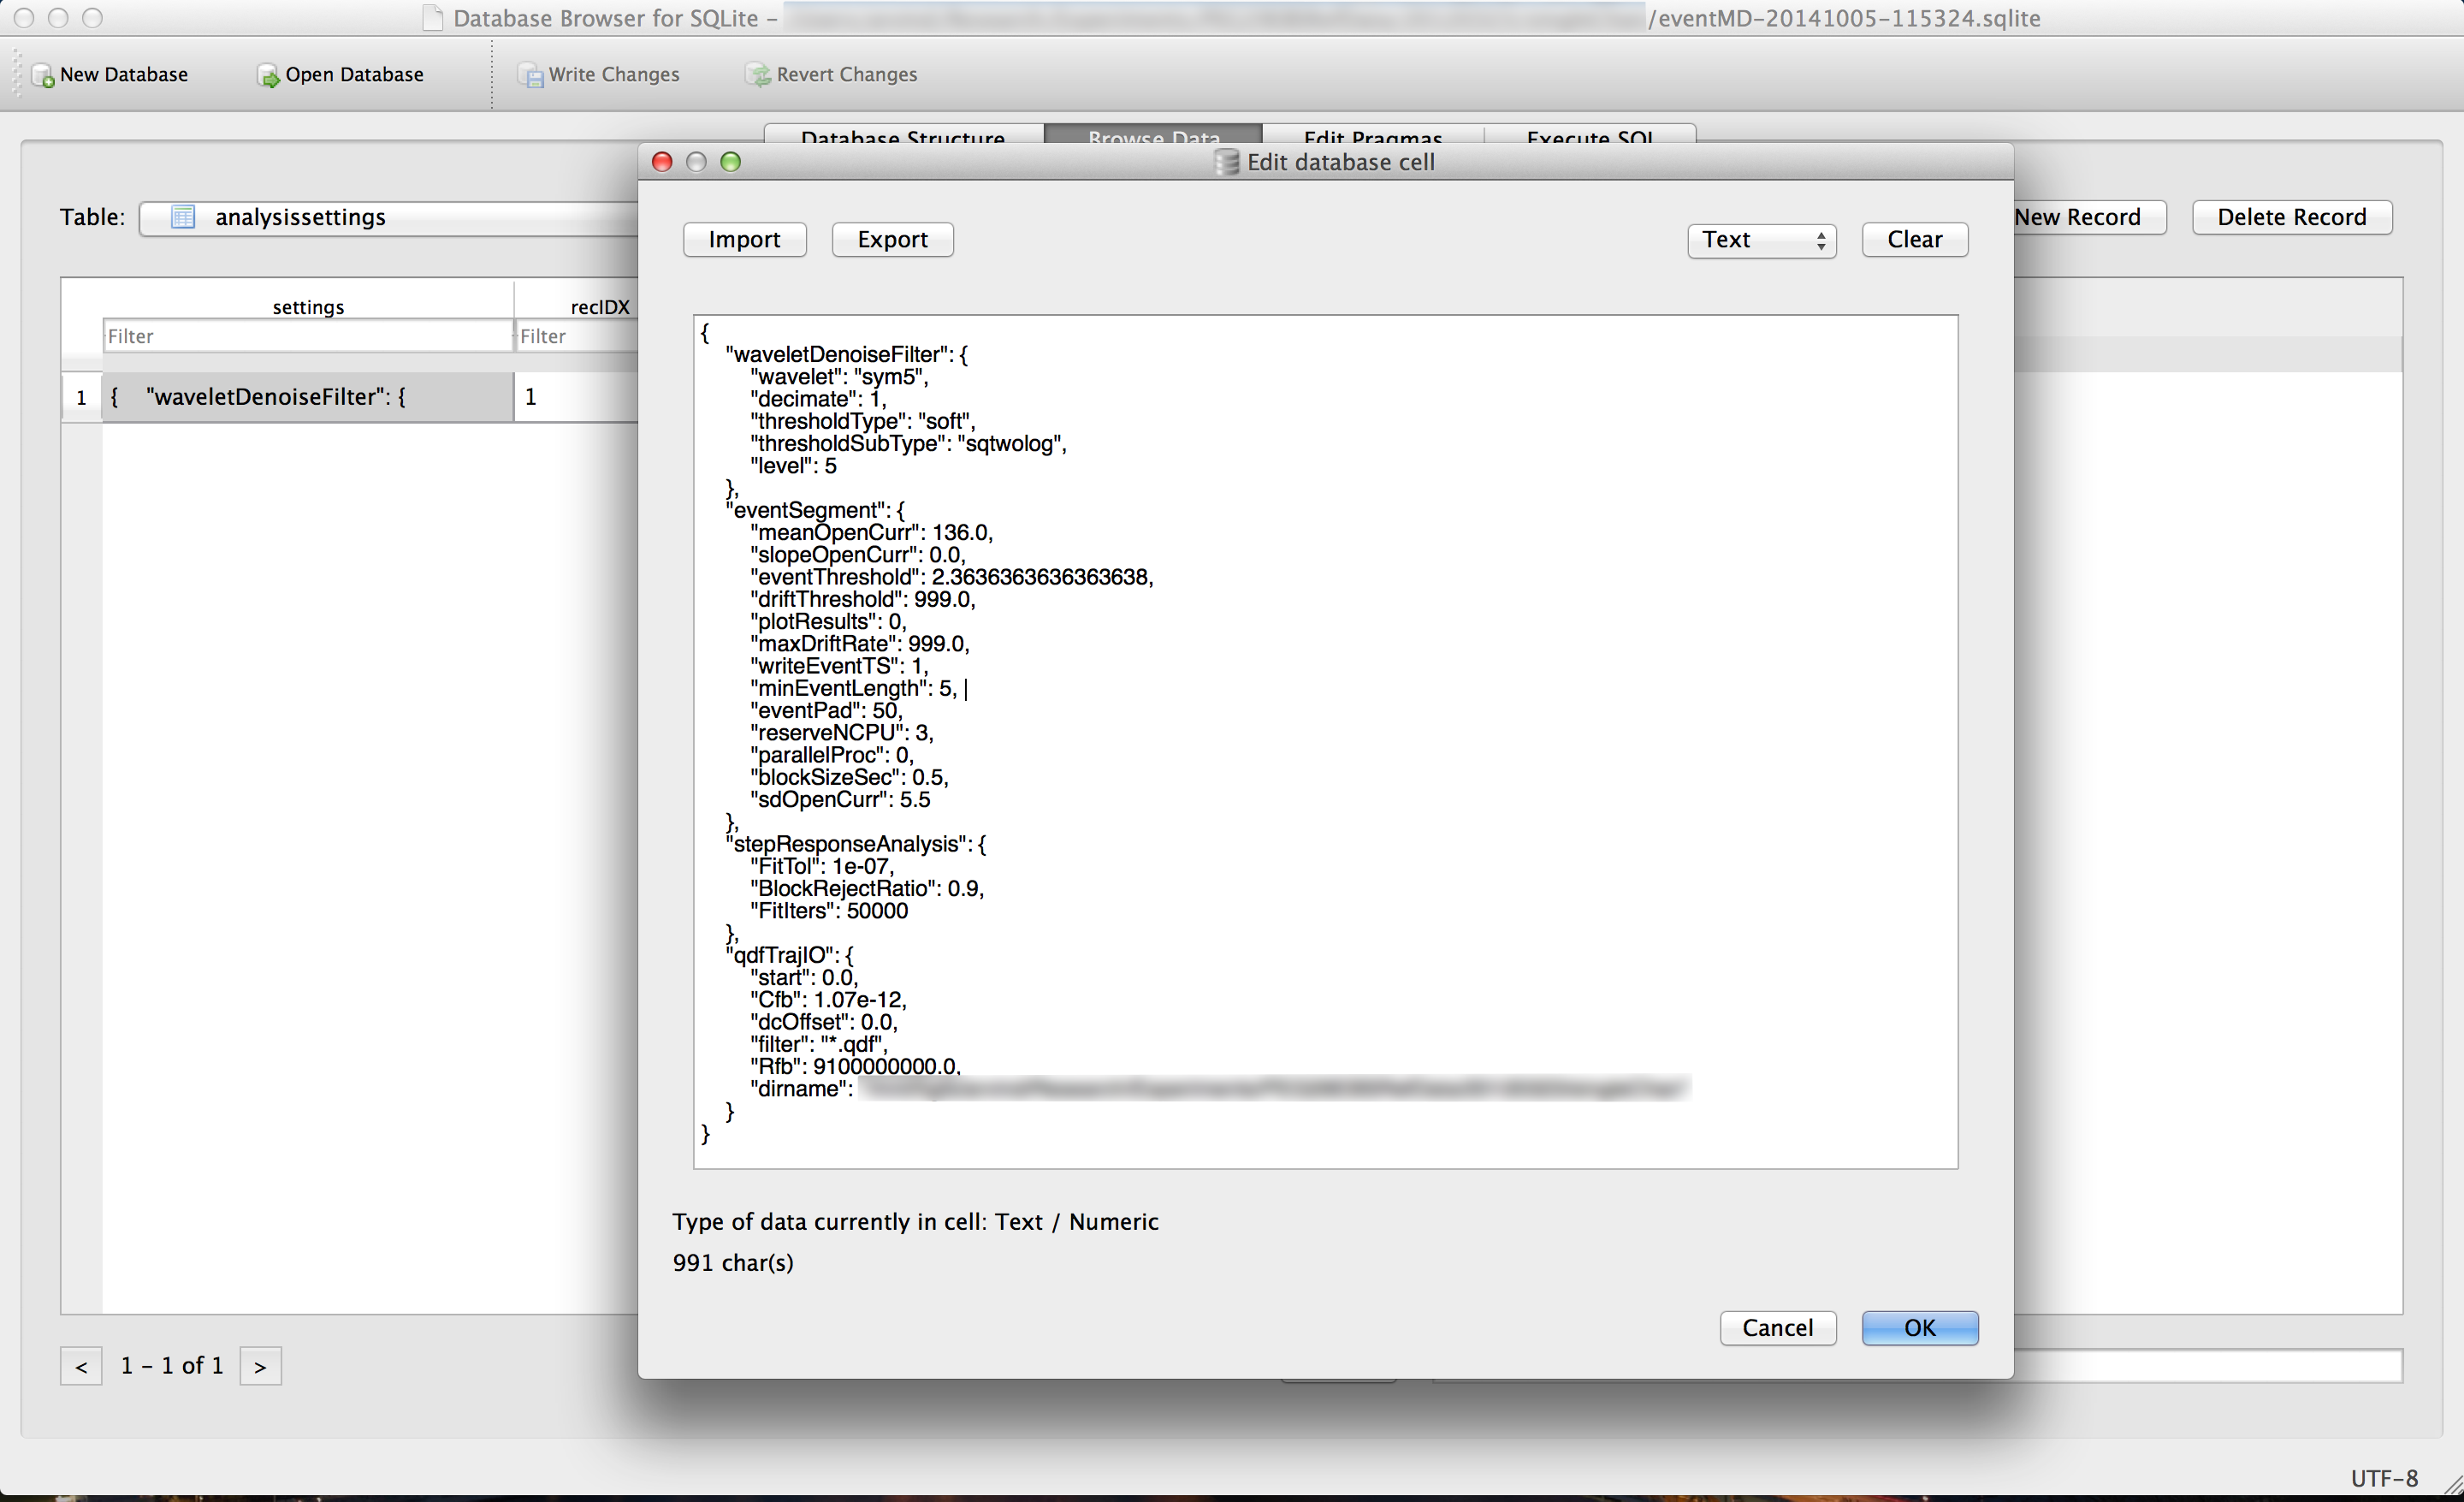 Database Browser for SQLite – /eventMD-20141005-115324.sqlite
New Database Open Database Write Changes Revert Changes
Database Structure Browse Data Edit Pragmas Execute SQL
Edit database cell
Table: analysissettings New Record Delete Record
Import Export Text Clear
settings recIDX
Filter Filter
1 { "waveletDenoiseFilter": { 1
{
"waveletDenoiseFilter": {
"wavelet": "sym5",
"decimate": 1,
"thresholdType": "soft",
"thresholdSubType": "sqtwolog",
"level": 5
},
"eventSegment": {
"meanOpenCurr": 136.0,
"slopeOpenCurr": 0.0,
"eventThreshold": 2.3636363636363638,
"driftThreshold": 999.0,
"plotResults": 0,
"maxDriftRate": 999.0,
"writeEventTS": 1,
"minEventLength": 5,
"eventPad": 50,
"reserveNCPU": 3,
"parallelProc": 0,
"blockSizeSec": 0.5,
"sdOpenCurr": 5.5
},
"stepResponseAnalysis": {
"FitTol": 1e-07,
"BlockRejectRatio": 0.9,
"FitIters": 50000
},
"qdfTrajIO": {
"start": 0.0,
"Cfb": 1.07e-12,
"dcOffset": 0.0,
"filter": "*.qdf",
"Rfb": 9100000000.0,
"dirname":
}
}
Type of data currently in cell: Text / Numeric
991 char(s)
Cancel OK
< 1 – 1 of 1 >
UTF-8